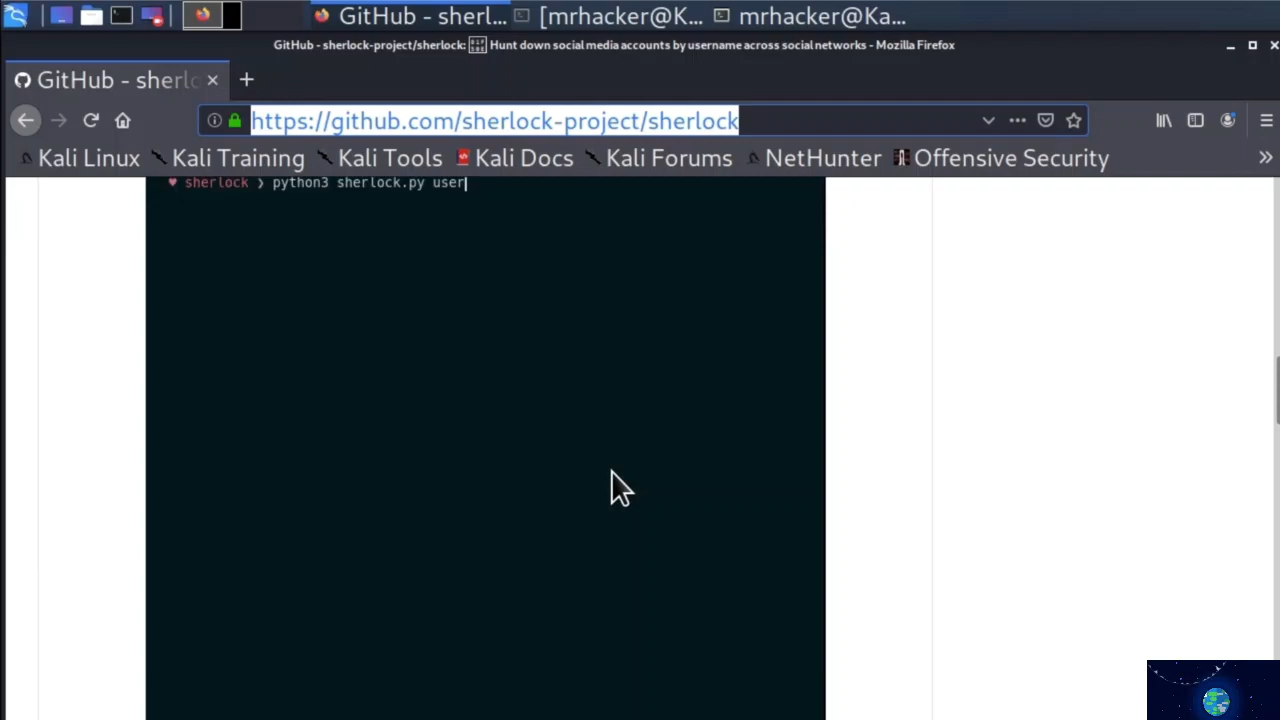 GitHub - sherl... [mrhacker@K... mrhacker@Ka...
GitHub - sherlock-project/sherlock: Hunt down social media accounts by username across social networks - Mozilla Firefox
GitHub - sherlo
https://github.com/sherlock-project/sherlock
Kali Linux Kali Training Kali Tools Kali Docs Kali Forums NetHunter Offensive Security
♥ sherlock ❯ python3 sherlock.py user